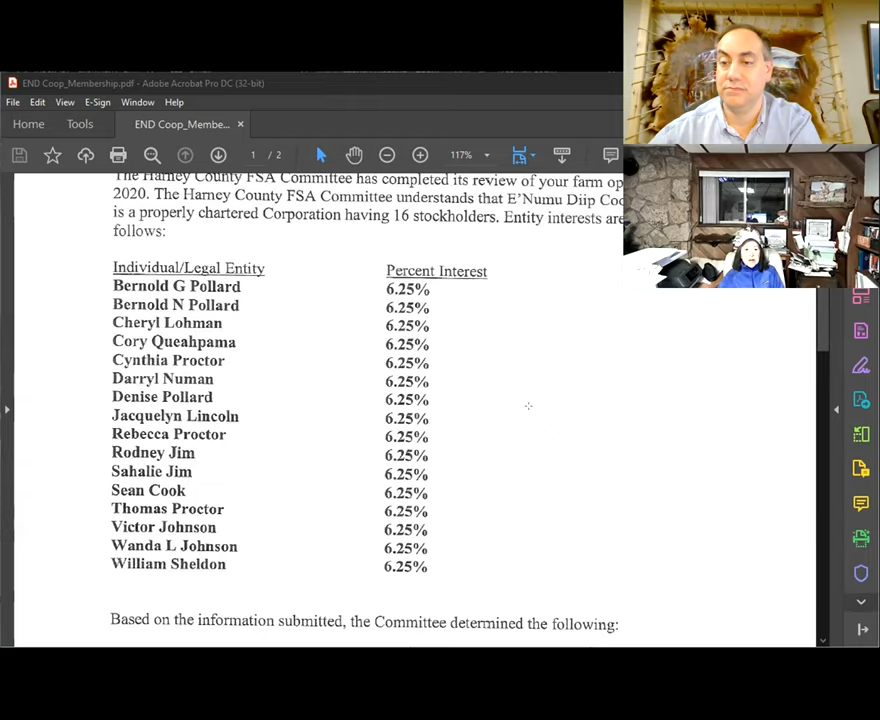 END Coop_Membership.pdf - Adobe Acrobat Pro DC (32-bit)
File Edit View E-Sign Window Help
Home Tools END Coop_Membe... ×
1 / 2 117%
The Harney County FSA Committee has completed its review of your farm op
2020. The Harney County FSA Committee understands that E'Numu Diip Coo
is a properly chartered Corporation having 16 stockholders. Entity interests are
follows:
Individual/Legal Entity Percent Interest
Bernold G Pollard 6.25%
Bernold N Pollard 6.25%
Cheryl Lohman 6.25%
Cory Queahpama 6.25%
Cynthia Proctor 6.25%
Darryl Numan 6.25%
Denise Pollard 6.25%
Jacquelyn Lincoln 6.25%
Rebecca Proctor 6.25%
Rodney Jim 6.25%
Sahalie Jim 6.25%
Sean Cook 6.25%
Thomas Proctor 6.25%
Victor Johnson 6.25%
Wanda L Johnson 6.25%
William Sheldon 6.25%
Based on the information submitted, the Committee determined the following: